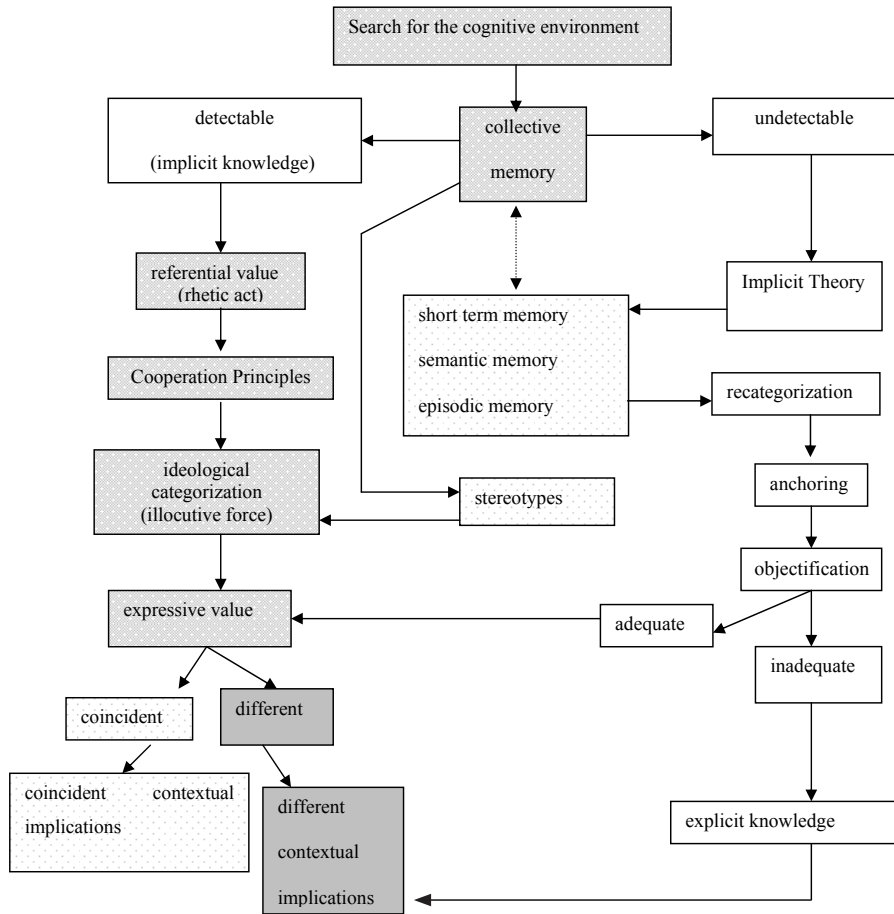 Search for the cognitive environment
detectable
(implicit knowledge)
collective
memory
undetectable
referential value
(rhetic act)
Implicit Theory
short term memory
semantic memory
episodic memory
Cooperation Principles
recategorization
ideological
categorization
(illocutive force)
stereotypes
anchoring
objectification
expressive value
adequate
inadequate
coincident
different
coincident contextual
implications
different
contextual
implications
explicit knowledge